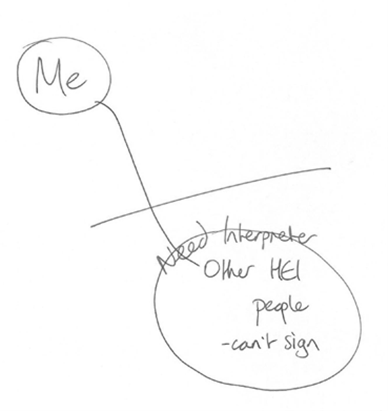 Me
Need Interpreter
Other HEI
people
-can't sign